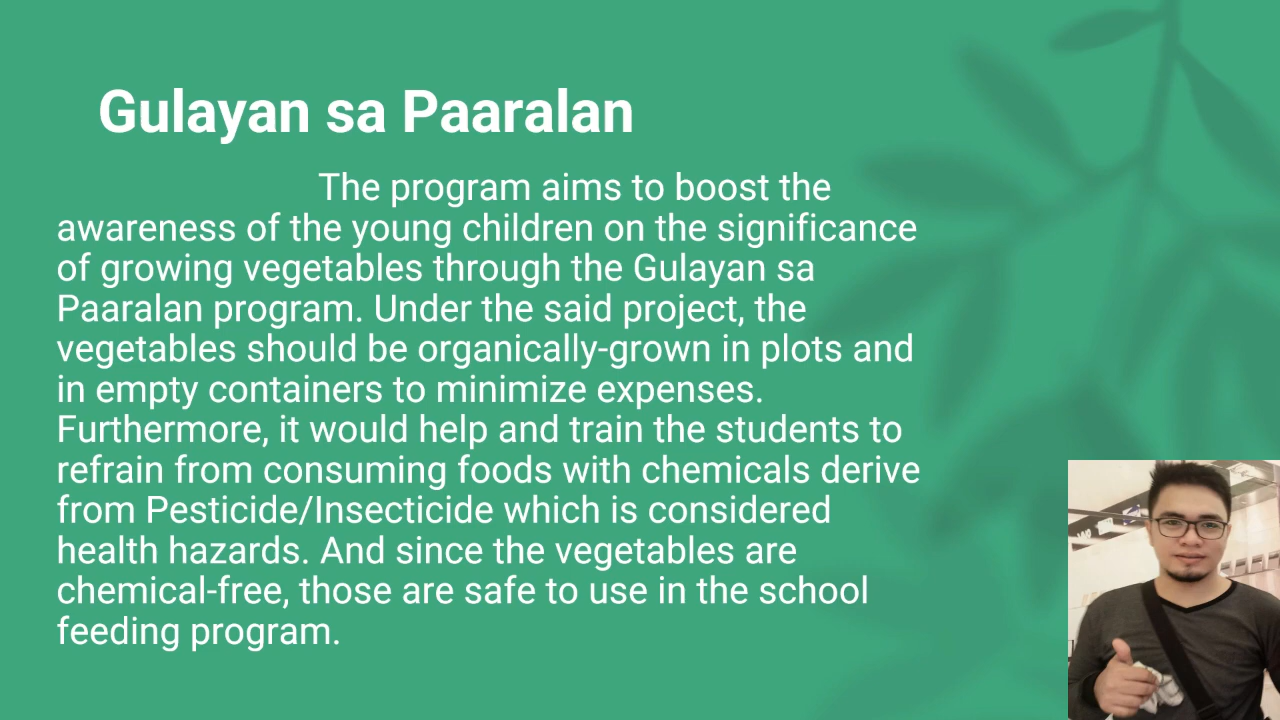 Gulayan sa Paaralan
The program aims to boost the
awareness of the young children on the significance
of growing vegetables through the Gulayan sa
Paaralan program. Under the said project, the
vegetables should be organically-grown in plots and
in empty containers to minimize expenses.
Furthermore, it would help and train the students to
refrain from consuming foods with chemicals derive
from Pesticide/Insecticide which is considered
health hazards. And since the vegetables are
chemical-free, those are safe to use in the school
feeding program.